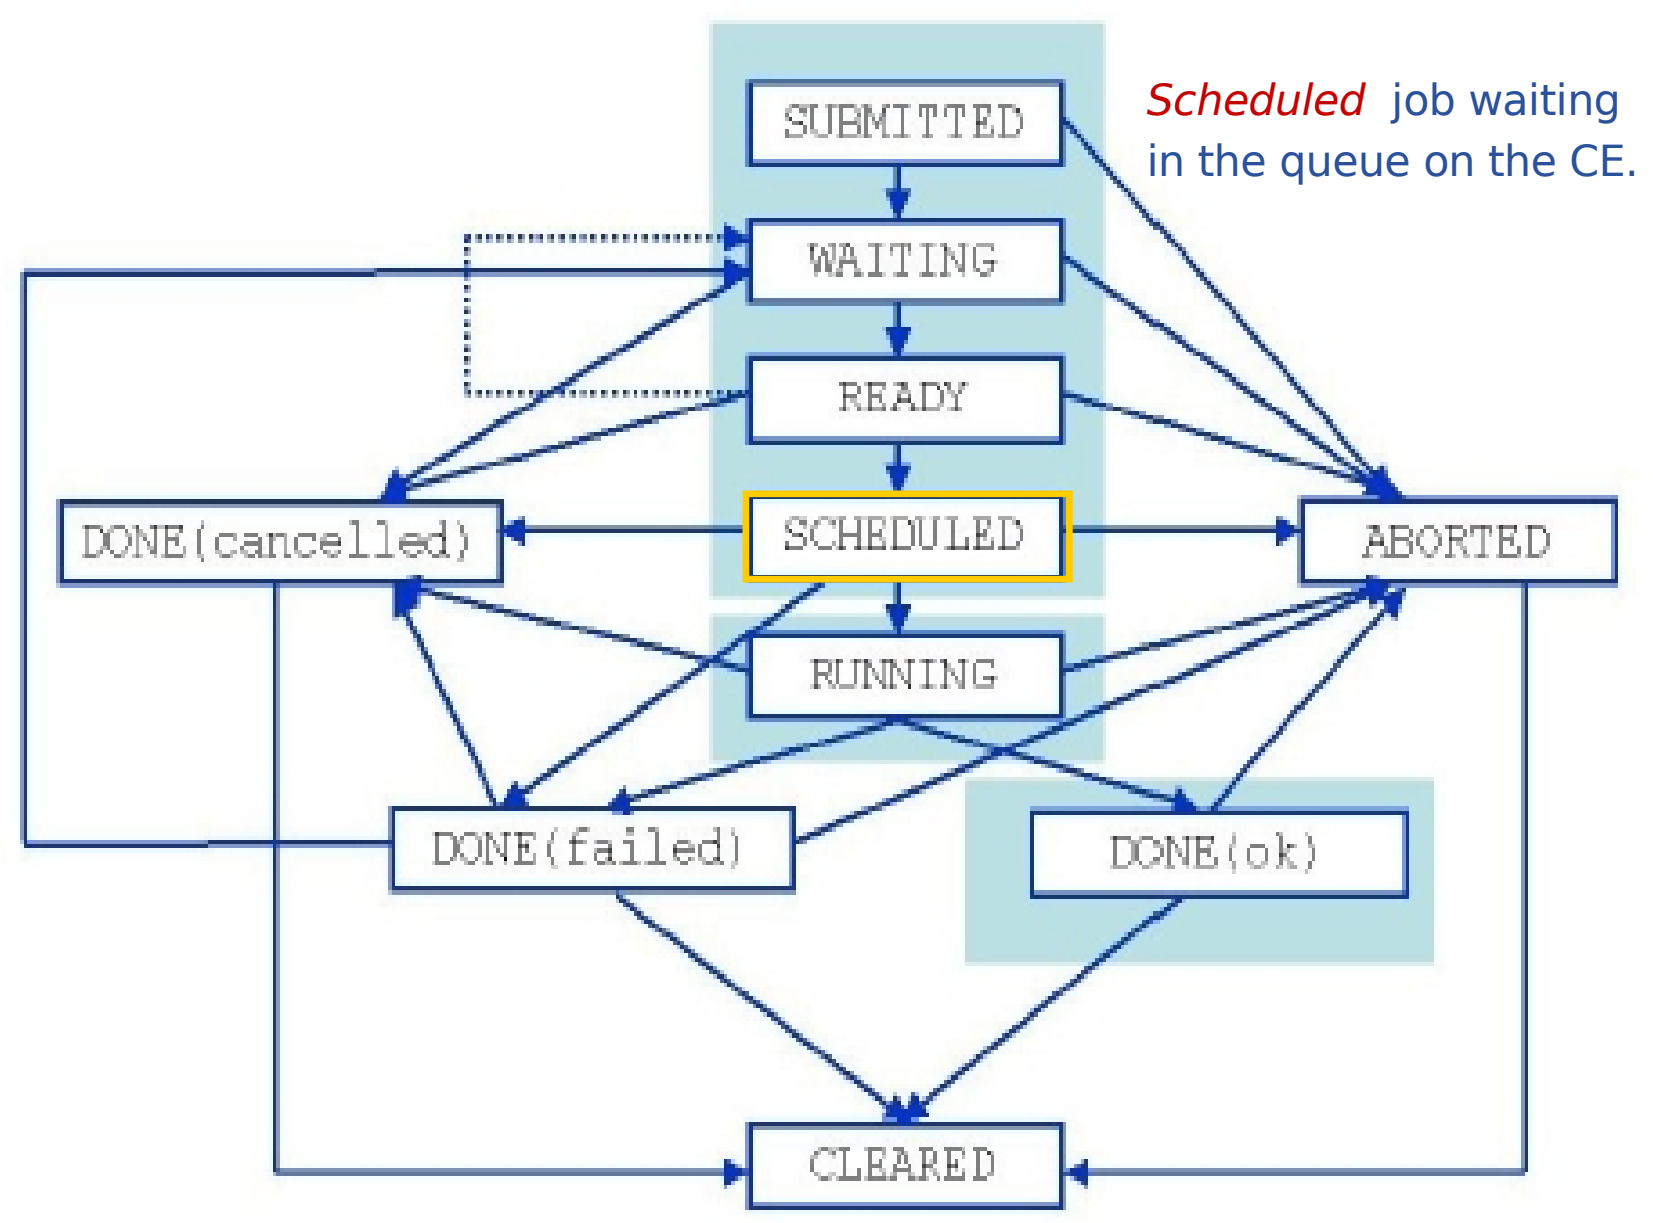 SUBMITTED
Scheduled job waiting
in the queue on the CE.
WAITING
READY
SCHEDULED
DONE(cancelled)
ABORTED
RUNNING
DONE(failed)
DONE(ok)
CLEARED